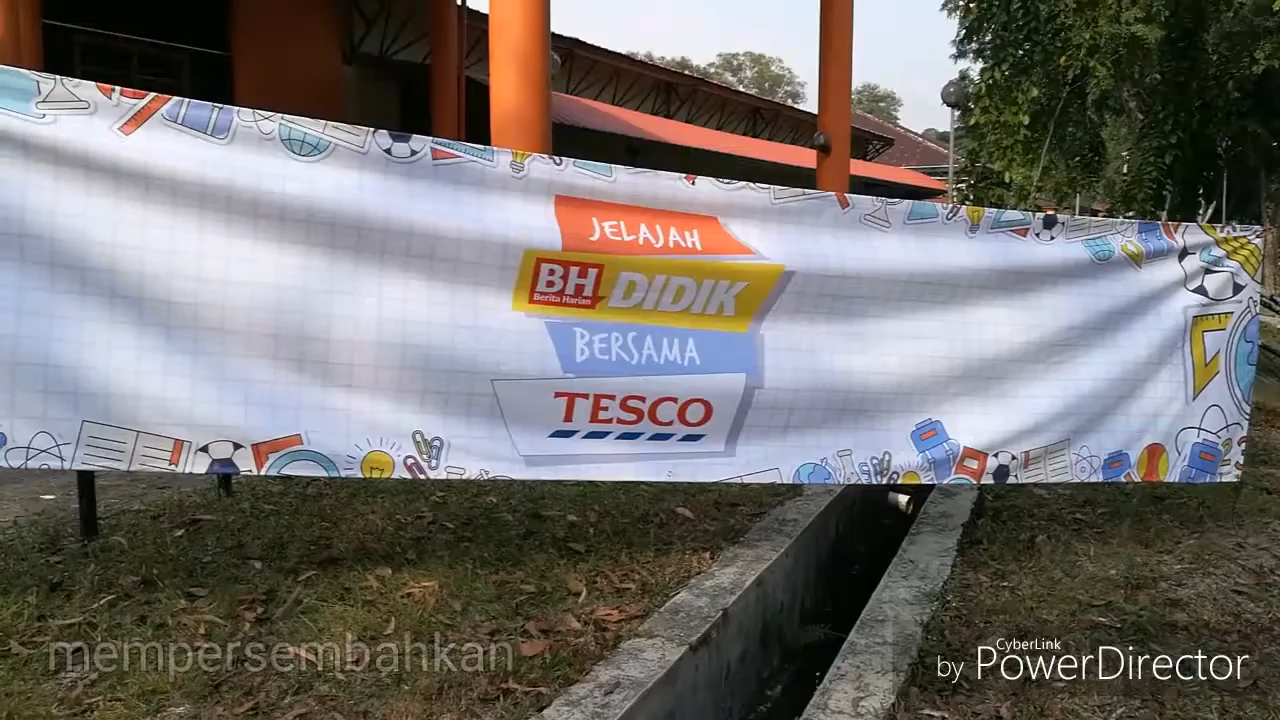 JELAJAH
BH DIDIK
Berita Harian
BERSAMA
TESCO
mempersembahkan
CyberLink
by PowerDirector